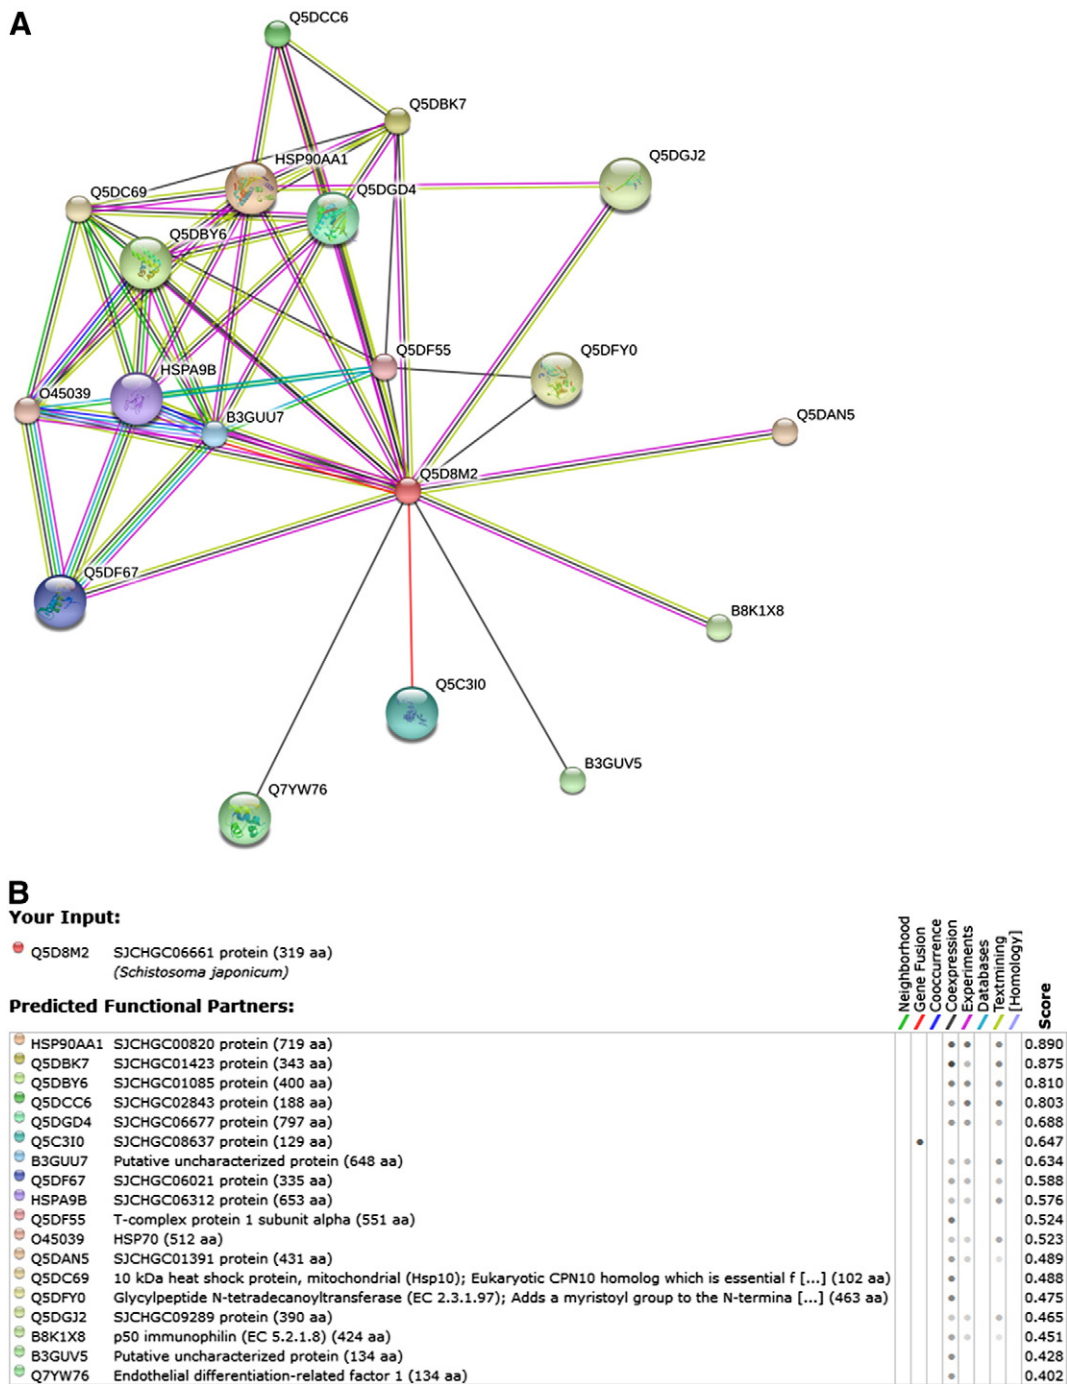 A
Q5DCC6
Q5DBK7
HSP90AA1
Q5DGJ2
Q5DGD4
Q5DC69
Q5DBY6
Q5DF55
Q5DFY0
HSPA9B
O45039
B3GUU7
Q5DAN5
Q5D8M2
Q5DF67
B8K1X8
Q5C3I0
B3GUV5
Q7YW76
B
Your Input:
Q5D8M2 SJCHGC06661 protein (319 aa)
(Schistosoma japonicum)
Predicted Functional Partners:
Neighborhood
Gene Fusion
Cooccurrence
Coexpression
Experiments
Databases
Textmining
[Homology]
Score
HSP90AA1 SJCHGC00820 protein (719 aa) 0.890
Q5DBK7 SJCHGC01423 protein (343 aa) 0.875
Q5DBY6 SJCHGC01085 protein (400 aa) 0.810
Q5DCC6 SJCHGC02843 protein (188 aa) 0.803
Q5DGD4 SJCHGC06677 protein (797 aa) 0.688
Q5C3I0 SJCHGC08637 protein (129 aa) 0.647
B3GUU7 Putative uncharacterized protein (648 aa) 0.634
Q5DF67 SJCHGC06021 protein (335 aa) 0.588
HSPA9B SJCHGC06312 protein (653 aa) 0.576
Q5DF55 T-complex protein 1 subunit alpha (551 aa) 0.524
O45039 HSP70 (512 aa) 0.523
Q5DAN5 SJCHGC01391 protein (431 aa) 0.489
Q5DC69 10 kDa heat shock protein, mitochondrial (Hsp10); Eukaryotic CPN10 homolog which is essential f [...] (102 aa) 0.488
Q5DFY0 Glycylpeptide N-tetradecanoyltransferase (EC 2.3.1.97); Adds a myristoyl group to the N-termina [...] (463 aa) 0.475
Q5DGJ2 SJCHGC09289 protein (390 aa) 0.465
B8K1X8 p50 immunophilin (EC 5.2.1.8) (424 aa) 0.451
B3GUV5 Putative uncharacterized protein (134 aa) 0.428
Q7YW76 Endothelial differentiation-related factor 1 (134 aa) 0.402